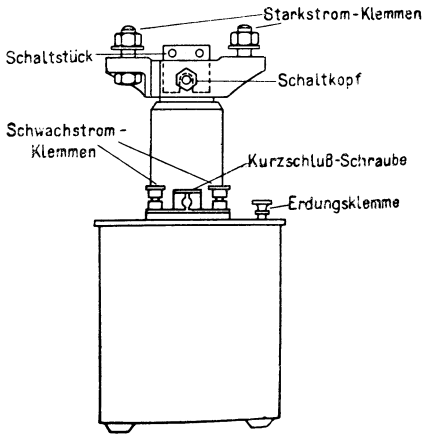 Starkstrom-Klemmen
Schaltstück
Schaltkopf
Schwachstrom-
Klemmen
Kurzschluß-Schraube
Erdungsklemme